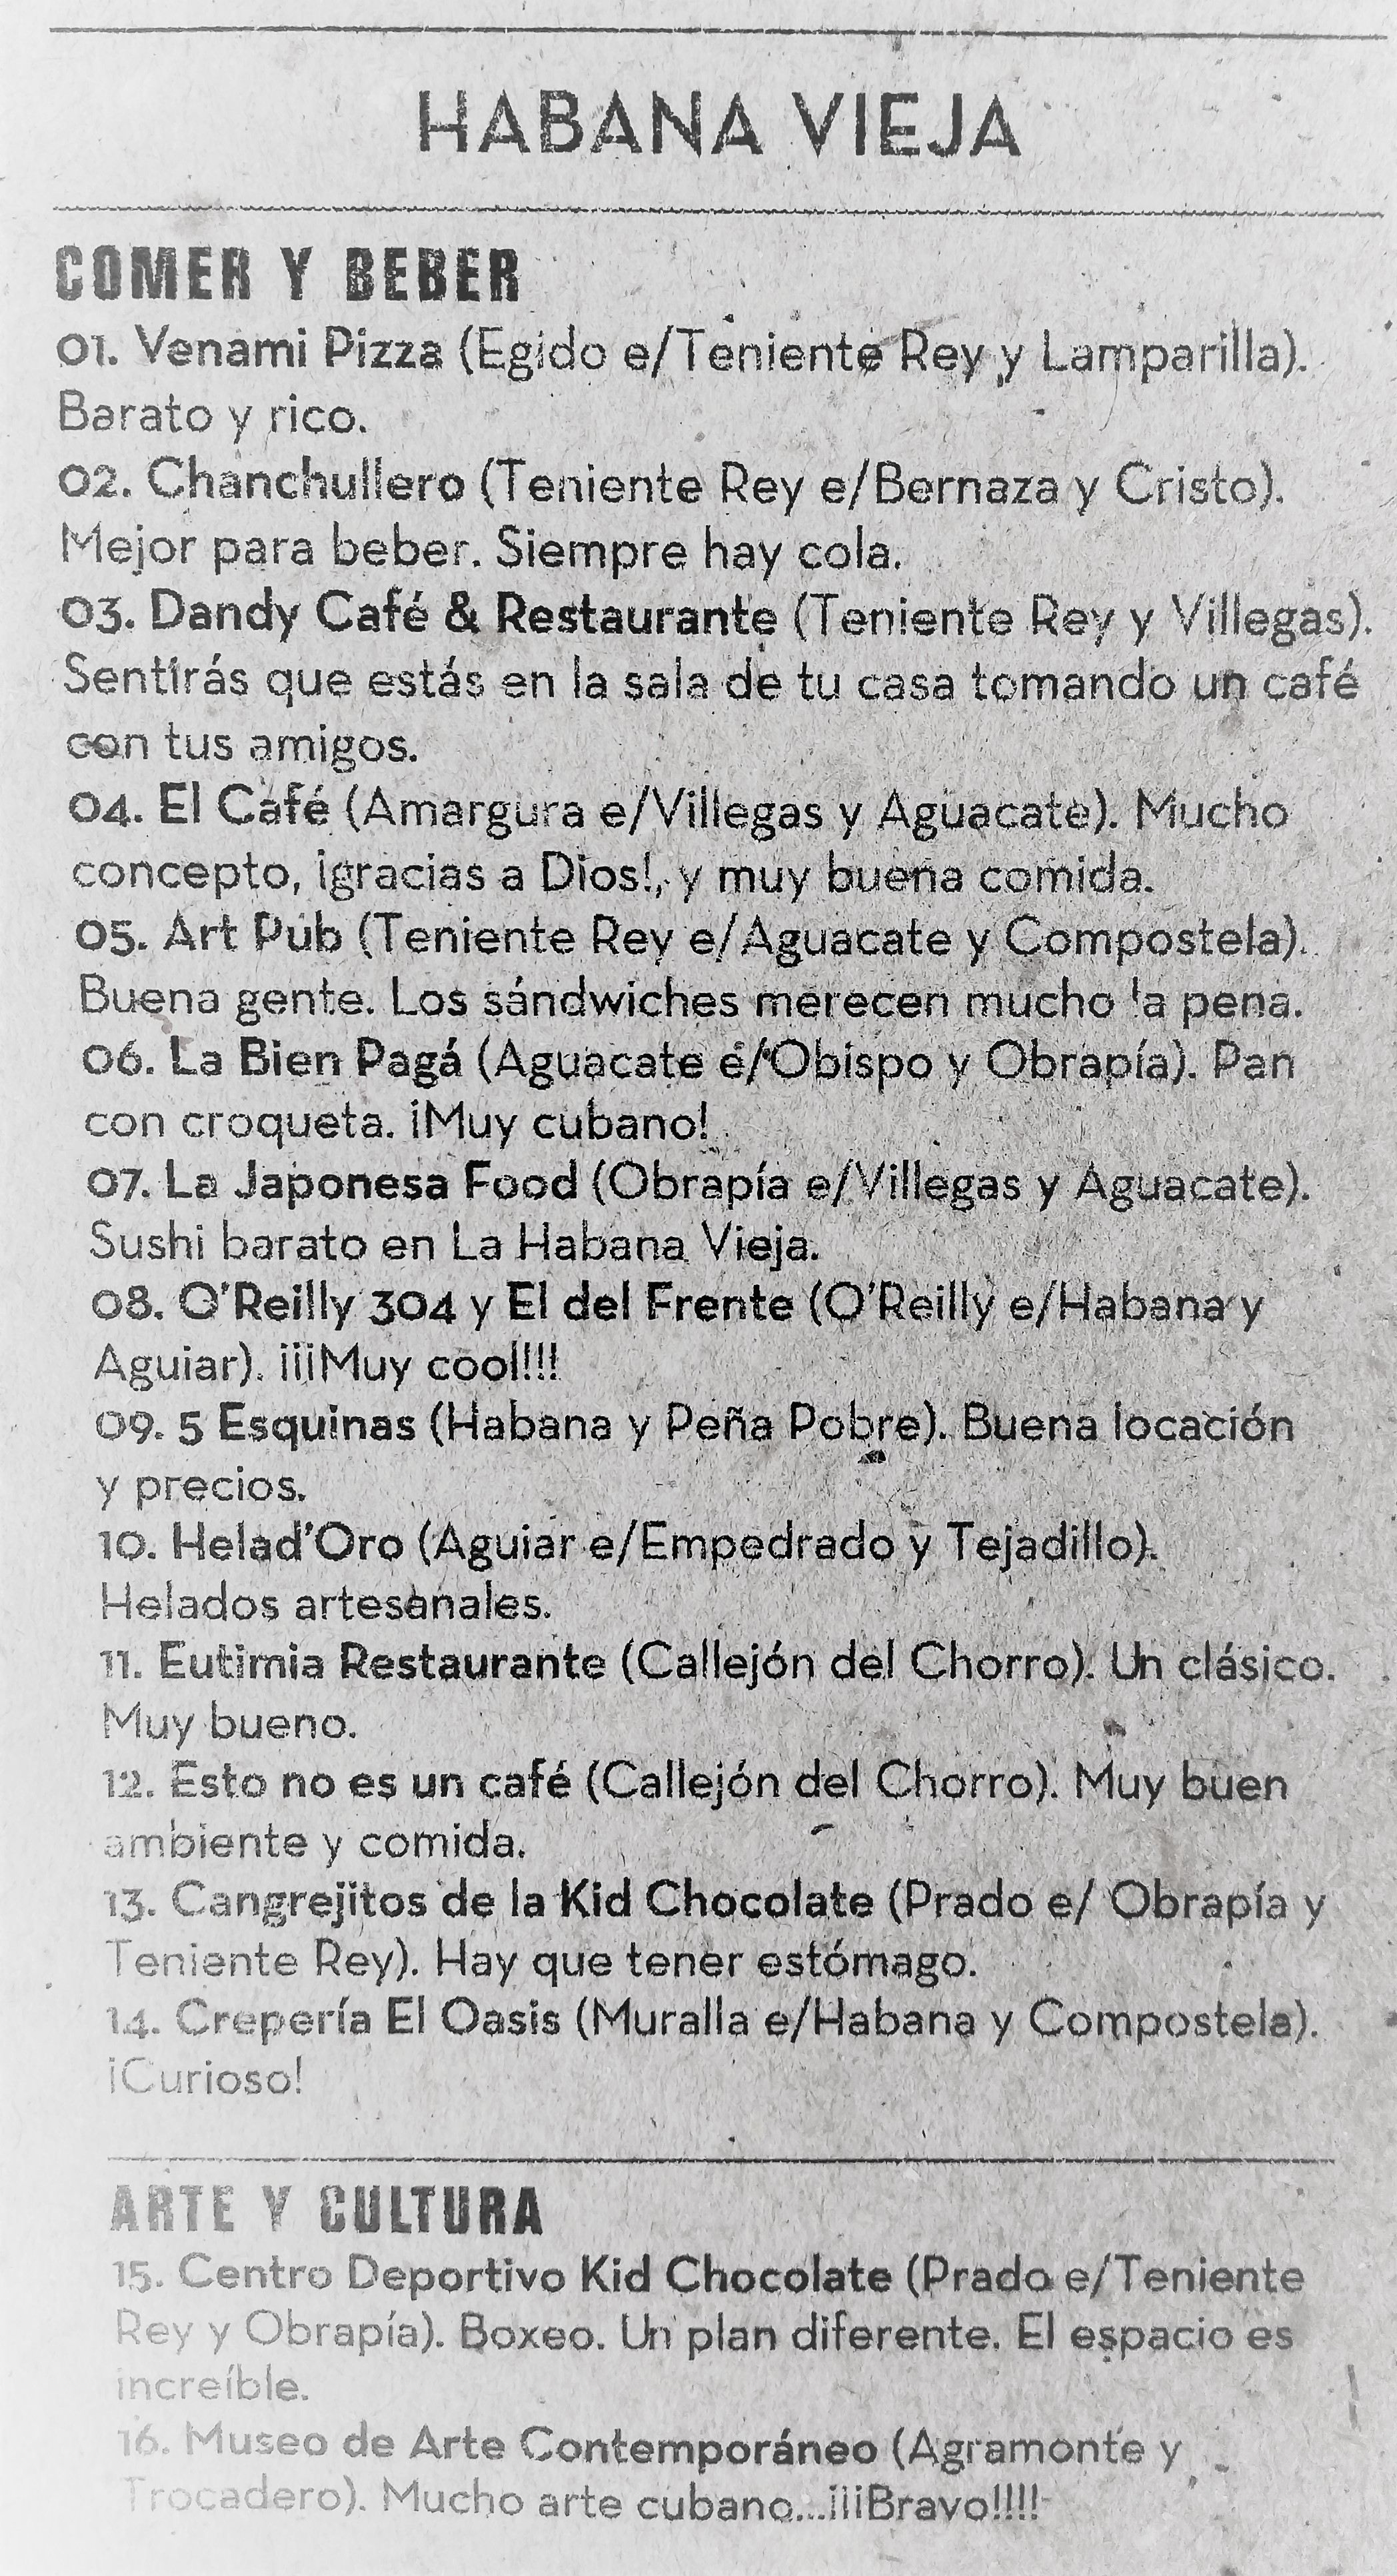 HABANA VIEJA
COMER Y BEBER
01. Venami Pizza (Egido e/Teniente Rey y Lamparilla).
Barato y rico.
02. Chanchullero (Teniente Rey e/Bernaza y Cristo).
Mejor para beber. Siempre hay cola.
03. Dandy Café & Restaurante (Teniente Rey y Villegas).
Sentirás que estás en la sala de tu casa tomando un café
con tus amigos.
04. El Café (Amargura e/Villegas y Aguacate). Mucho
concepto, ¡gracias a Dios!, y muy buena comida.
05. Art Pub (Teniente Rey e/Aguacate y Compostela).
Buena gente. Los sándwiches merecen mucho la pena.
06. La Bien Pagá (Aguacate e/Obispo y Obrapía). Pan
con croqueta. ¡Muy cubano!
07. La Japonesa Food (Obrapía e/Villegas y Aguacate).
Sushi barato en La Habana Vieja.
08. O'Reilly 304 y El del Frente (O'Reilly e/Habana y
Aguiar). ¡¡¡Muy cool!!!
09. 5 Esquinas (Habana y Peña Pobre). Buena locación
y precios.
10. Helad'Oro (Aguiar e/Empedrado y Tejadillo).
Helados artesanales.
11. Eutimia Restaurante (Callejón del Chorro). Un clásico.
Muy bueno.
12. Esto no es un café (Callejón del Chorro). Muy buen
ambiente y comida.
13. Cangrejitos de la Kid Chocolate (Prado e/ Obrapía y
Teniente Rey). Hay que tener estómago.
14. Crepería El Oasis (Muralla e/Habana y Compostela).
¡Curioso!
ARTE Y CULTURA
15. Centro Deportivo Kid Chocolate (Prado e/Teniente
Rey y Obrapía). Boxeo. Un plan diferente. El espacio es
increíble.
16. Museo de Arte Contemporáneo (Agramonte y
Trocadero). Mucho arte cubano...¡¡¡Bravo!!!!